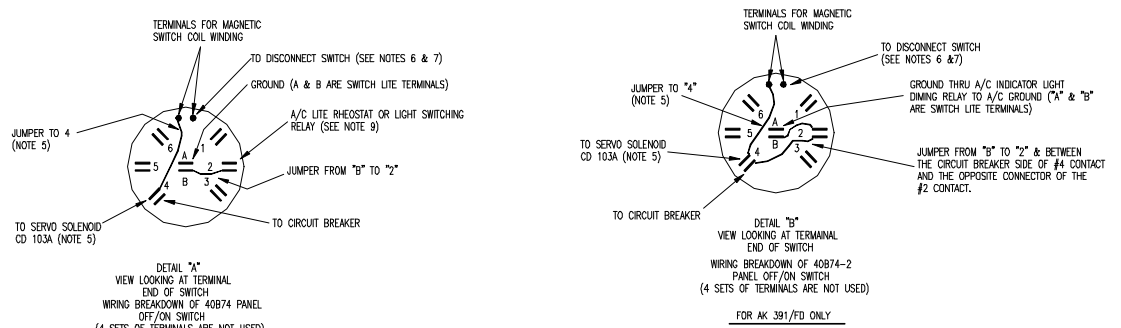 TERMINALS FOR MAGNETIC
SWITCH COIL WINDING
TO DISCONNECT SWITCH (SEE NOTES 6 & 7)
GROUND (A & B ARE SWITCH LITE TERMINALS)
A/C LITE RHEOSTAT OR LIGHT SWITCHING
RELAY (SEE NOTE 9)
JUMPER TO 4
(NOTE 5)
6
1
A
5
2
B
3
4
JUMPER FROM "B" TO "2"
TO SERVO SOLENOID
CD 103A (NOTE 5)
TO CIRCUIT BREAKER
DETAIL "A"
VIEW LOOKING AT TERMINAL
END OF SWITCH
WIRING BREAKDOWN OF 40B74 PANEL
OFF/ON SWITCH
(4 SETS OF TERMINALS ARE NOT USED)
TERMINALS FOR MAGNETIC
SWITCH COIL WINDING
TO DISCONNECT SWITCH
(SEE NOTES 6 &7)
JUMPER TO "4"
(NOTE 5)
GROUND THRU A/C INDICATOR LIGHT
DIMING RELAY TO A/C GROUND ("A" & "B"
ARE SWITCH LITE TERMINALS)
6
1
A
5
2
B
3
4
TO SERVO SOLENOID
CD 103A (NOTE 5)
JUMPER FROM "B" TO "2" & BETWEEN
THE CIRCUIT BREAKER SIDE OF #4 CONTACT
AND THE OPPOSITE CONNECTOR OF THE
#2 CONTACT.
TO CIRCUIT BREAKER
DETAIL "B"
VIEW LOOKING AT TERMAINAL
END OF SWITCH
WIRING BREAKDOWN OF 40B74-2
PANEL OFF/ON SWITCH
(4 SETS OF TERMINALS ARE NOT USED)
FOR AK 391/FD ONLY